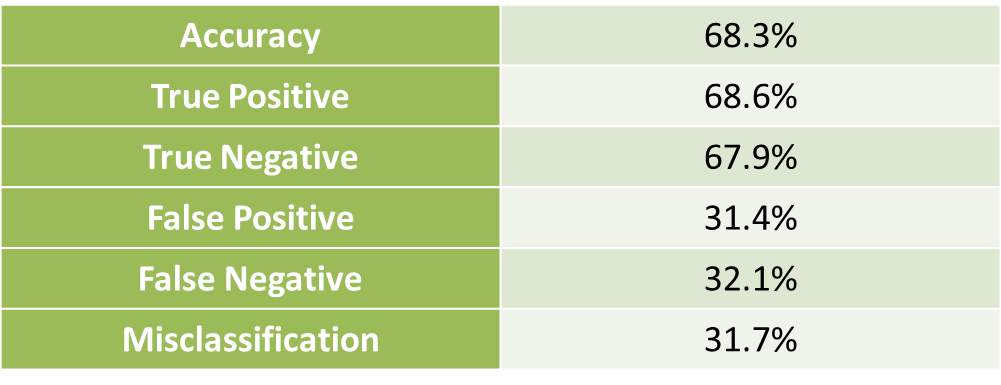 Accuracy 68.3%
True Positive 68.6%
True Negative 67.9%
False Positive 31.4%
False Negative 32.1%
Misclassification 31.7%